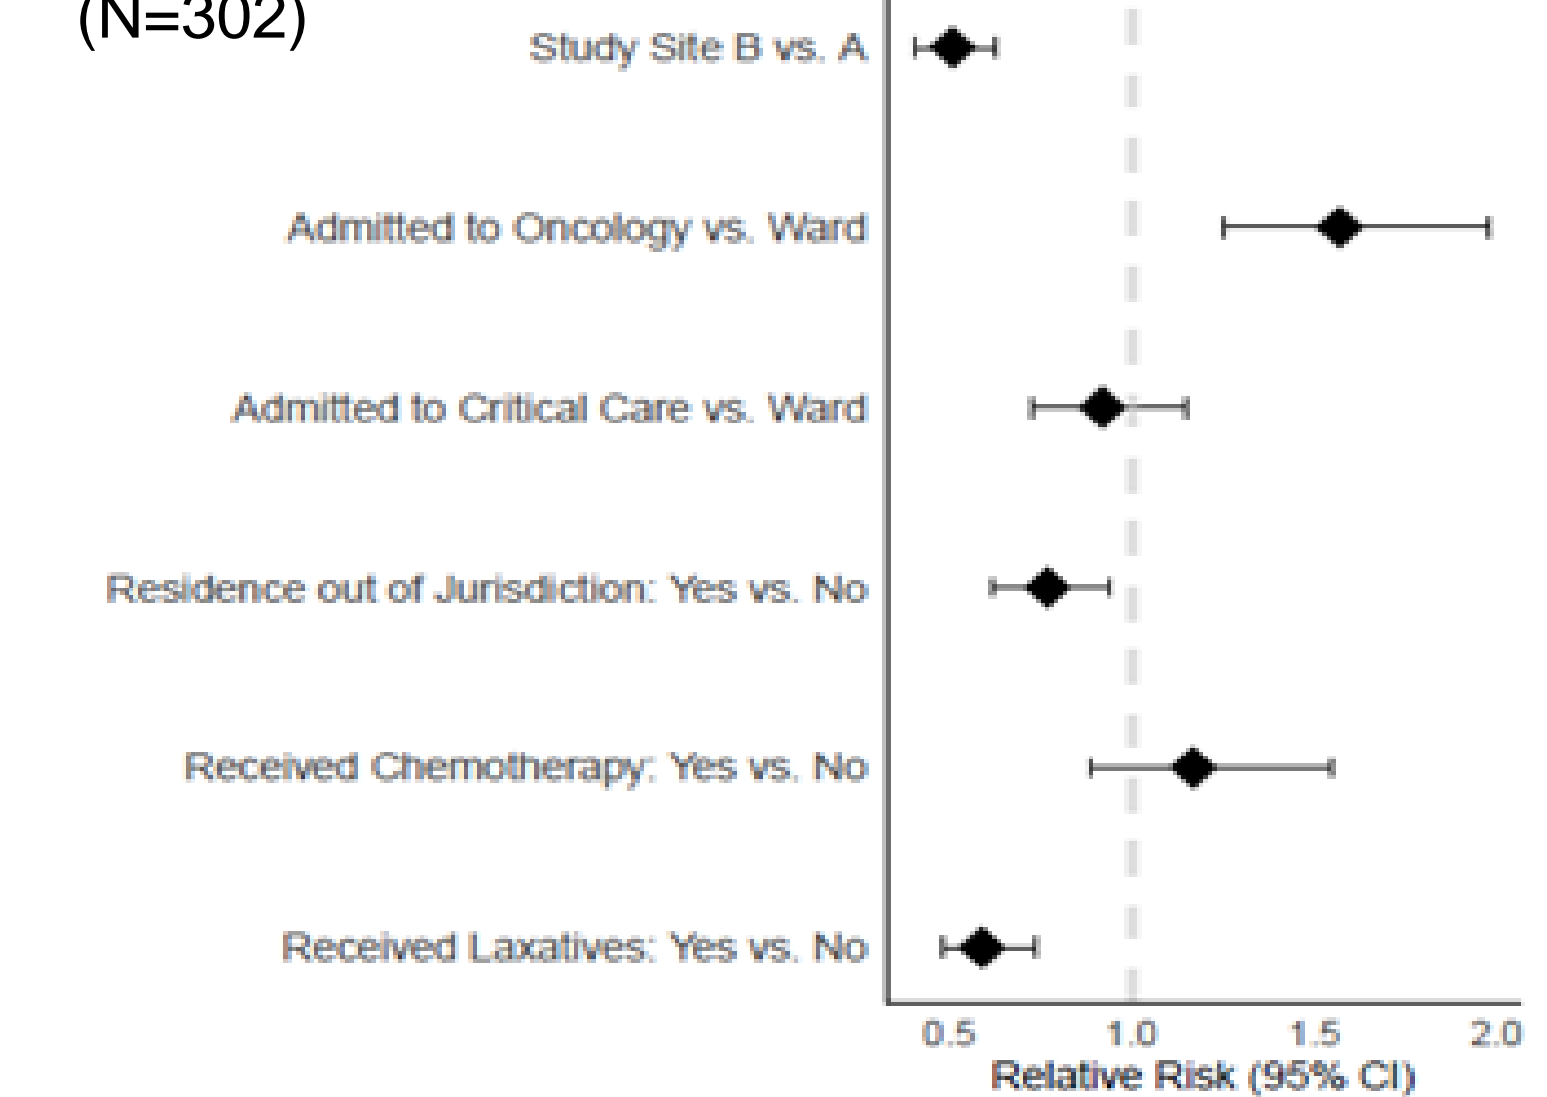 (N=302)
Study Site B vs. A
Admitted to Oncology vs. Ward
Admitted to Critical Care vs. Ward
Residence out of Jurisdiction: Yes vs. No
Received Chemotherapy: Yes vs. No
Received Laxatives: Yes vs. No
0.5 1.0 1.5 2.0
Relative Risk (95% CI)